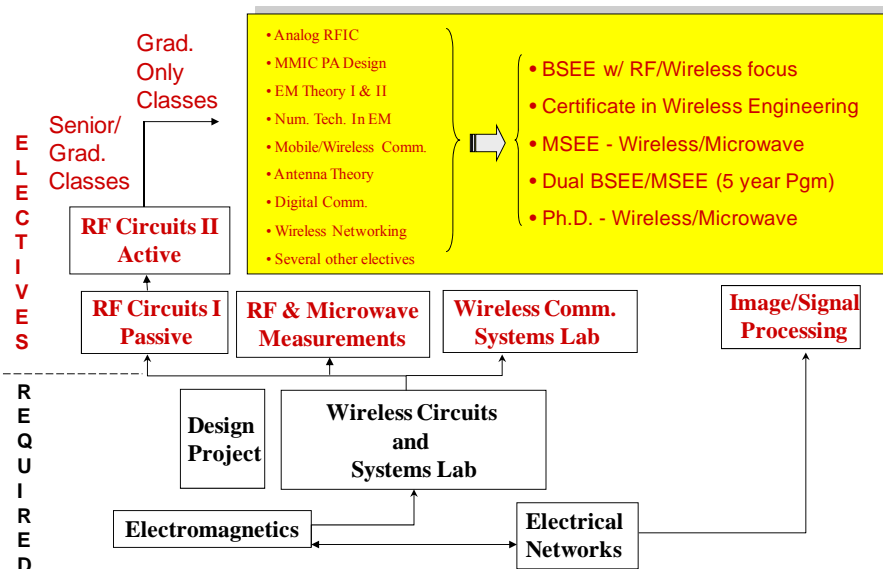 Grad.
Only
Classes
Senior/
Grad.
Classes
• Analog RFIC
• MMIC PA Design
• EM Theory I & II
• Num. Tech. In EM
• Mobile/Wireless Comm.
• Antenna Theory
• Digital Comm.
• Wireless Networking
• Several other electives
• BSEE w/ RF/Wireless focus
• Certificate in Wireless Engineering
• MSEE - Wireless/Microwave
• Dual BSEE/MSEE (5 year Pgm)
• Ph.D. - Wireless/Microwave
E
L
E
C
T
I
V
E
S
RF Circuits II
Active
RF Circuits I
Passive
RF & Microwave
Measurements
Wireless Comm.
Systems Lab
Image/Signal
Processing
R
E
Q
U
I
R
E
D
Design
Project
Wireless Circuits
and
Systems Lab
Electromagnetics
Electrical
Networks